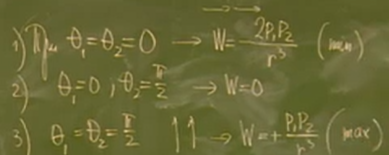 1) При θ₁=θ₂=0 → W=-2P₁P₂/r³ (min)
2) θ₁=0; θ₂=π/2 → W=0
3) θ₁=θ₂=π/2 ↑↑ → W=+P₁P₂/r³ (max)